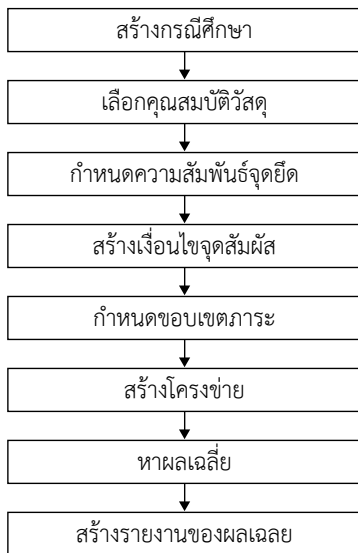 สร้างกรณีศึกษา
เลือกคุณสมบัติวัสดุ
กำหนดความสัมพันธ์จุดยึด
สร้างเงื่อนไขจุดสัมผัส
กำหนดขอบเขตภาระ
สร้างโครงข่าย
หาผลเฉลี่ย
สร้างรายงานของผลเฉลย